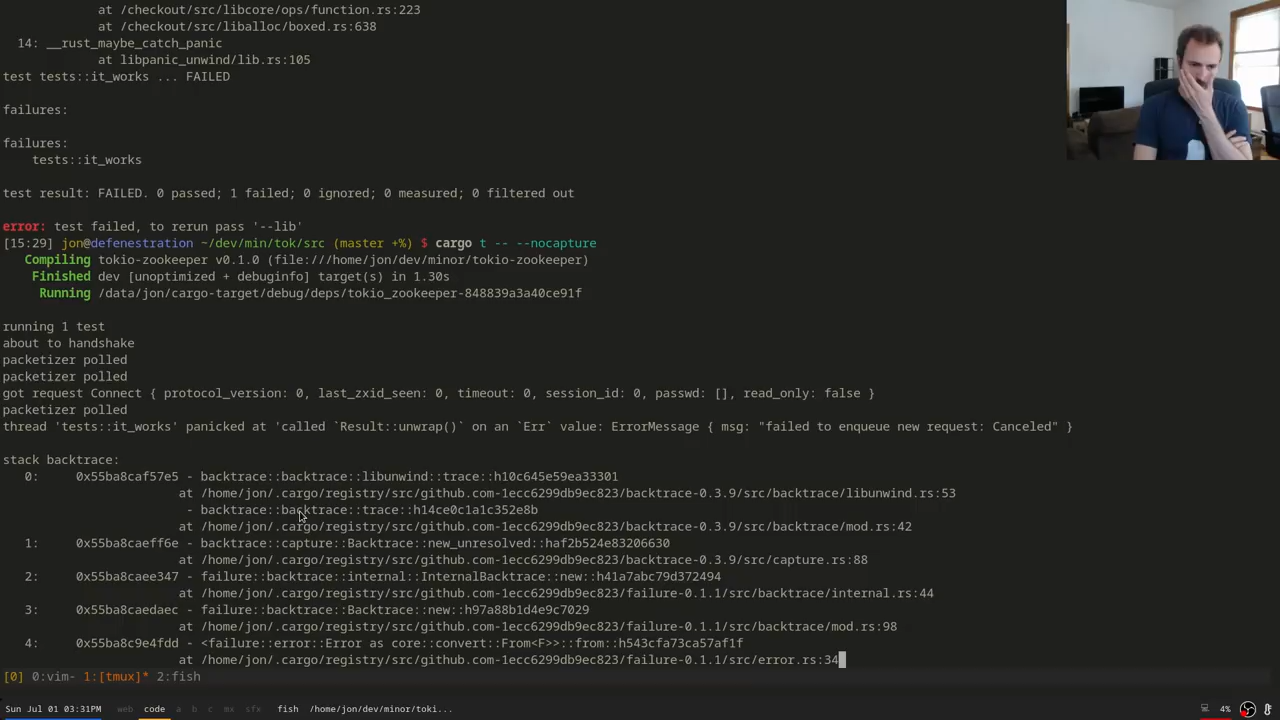 at /checkout/src/libcore/ops/function.rs:223
at /checkout/src/liballoc/boxed.rs:638
14: __rust_maybe_catch_panic
at libpanic_unwind/lib.rs:105
test tests::it_works ... FAILED
failures:
failures:
tests::it_works
test result: FAILED. 0 passed; 1 failed; 0 ignored; 0 measured; 0 filtered out
error: test failed, to rerun pass '--lib'
[15:29] jon@defenestration ~/dev/min/tok/src (master +%) $ cargo t -- --nocapture
Compiling tokio-zookeeper v0.1.0 (file:///home/jon/dev/minor/tokio-zookeeper)
Finished dev [unoptimized + debuginfo] target(s) in 1.30s
Running /data/jon/cargo-target/debug/deps/tokio_zookeeper-848839a3a40ce91f
running 1 test
about to handshake
packetizer polled
packetizer polled
got request Connect { protocol_version: 0, last_zxid_seen: 0, timeout: 0, session_id: 0, passwd: [], read_only: false }
packetizer polled
thread 'tests::it_works' panicked at 'called `Result::unwrap()` on an `Err` value: ErrorMessage { msg: "failed to enqueue new request: Canceled" }
stack backtrace:
0: 0x55ba8caf57e5 - backtrace::backtrace::libunwind::trace::h10c645e59ea33301
at /home/jon/.cargo/registry/src/github.com-1ecc6299db9ec823/backtrace-0.3.9/src/backtrace/libunwind.rs:53
- backtrace::backtrace::trace::h14ce0c1a1c352e8b
at /home/jon/.cargo/registry/src/github.com-1ecc6299db9ec823/backtrace-0.3.9/src/backtrace/mod.rs:42
1: 0x55ba8caeff6e - backtrace::capture::Backtrace::new_unresolved::haf2b524e83206630
at /home/jon/.cargo/registry/src/github.com-1ecc6299db9ec823/backtrace-0.3.9/src/capture.rs:88
2: 0x55ba8caee347 - failure::backtrace::internal::InternalBacktrace::new::h41a7abc79d372494
at /home/jon/.cargo/registry/src/github.com-1ecc6299db9ec823/failure-0.1.1/src/backtrace/internal.rs:44
3: 0x55ba8caedaec - failure::backtrace::Backtrace::new::h97a88b1d4e9c7029
at /home/jon/.cargo/registry/src/github.com-1ecc6299db9ec823/failure-0.1.1/src/backtrace/mod.rs:98
4: 0x55ba8c9e4fdd - <failure::error::Error as core::convert::From<F>>::from::h543cfa73ca57af1f
at /home/jon/.cargo/registry/src/github.com-1ecc6299db9ec823/failure-0.1.1/src/error.rs:34
[0] 0:vim- 1:[tmux]* 2:fish
Sun Jul 01 03:31PM web code a b c mx sfx fish /home/jon/dev/minor/toki... 4%